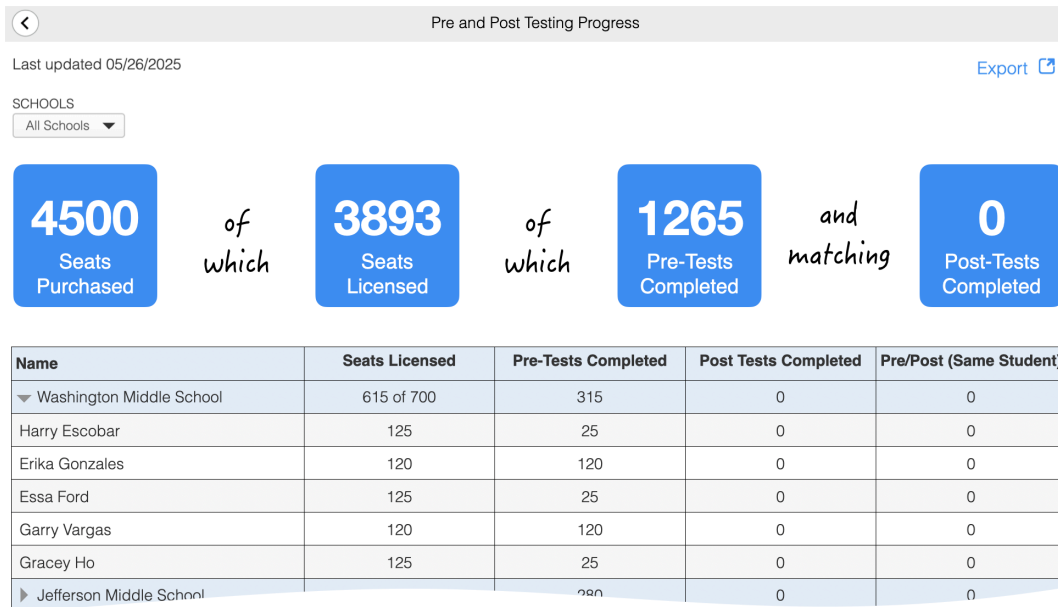 Pre and Post Testing Progress
Last updated 05/26/2025
Export
SCHOOLS
All Schools
4500 of 3893 of 1265 and 0
Seats which Seats which Pre-Tests matching Post-Tests
Purchased Licensed Completed Completed
Name Seats Licensed Pre-Tests Completed Post Tests Completed Pre/Post (Same Student)
Washington Middle School 615 of 700 315 0 0
Harry Escobar 125 25 0 0
Erika Gonzales 120 120 0 0
Essa Ford 125 25 0 0
Garry Vargas 120 120 0 0
Gracey Ho 125 25 0 0
Jefferson Middle School 280 0 0